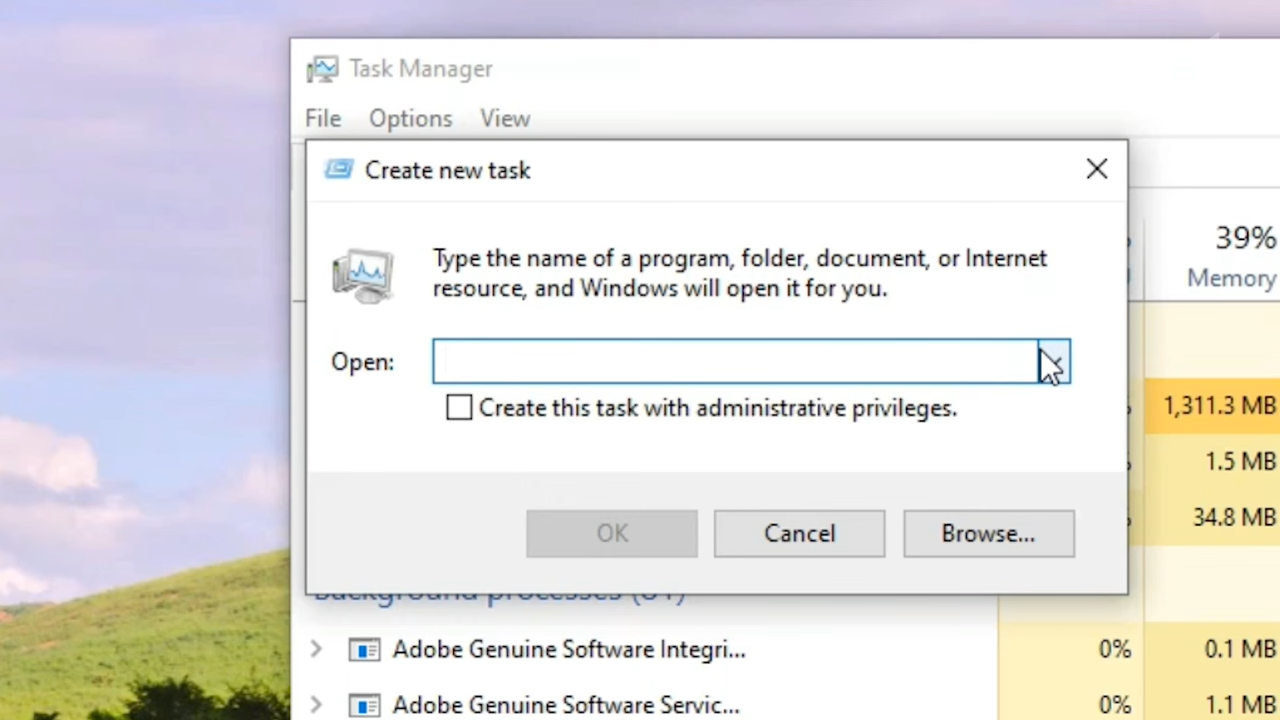 Task Manager
File Options View
Create new task
39%
Memory
Type the name of a program, folder, document, or Internet
resource, and Windows will open it for you.
Open:
Create this task with administrative privileges.
1,311.3 MB
1.5 MB
34.8 MB
OK Cancel Browse...
Background processes
Adobe Genuine Software Integri... 0% 0.1 MB
Adobe Genuine Software Servic... 0% 1.1 MB